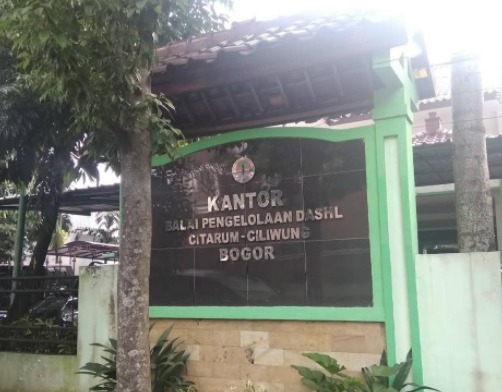 KANTOR
BALAI PENGELOLAAN DASHL
CITARUM-CILIWUNG
BOGOR